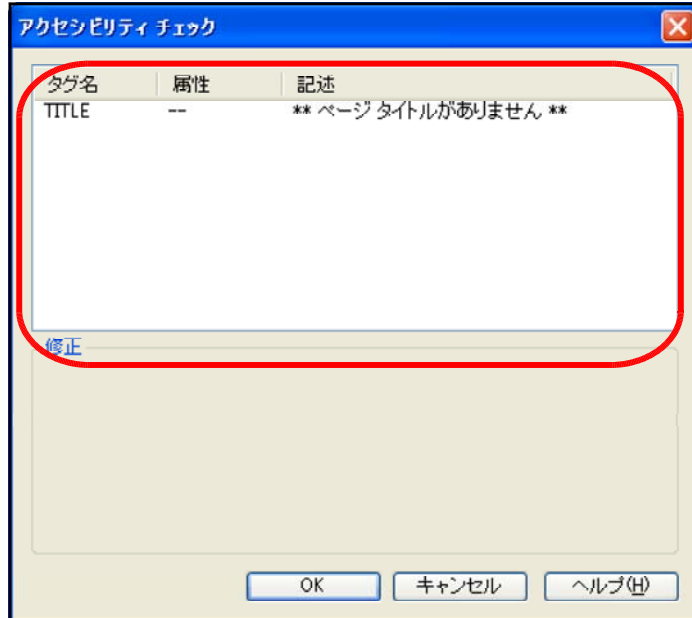 アクセシビリティ チェック
タグ名 属性 記述
TITLE -- ** ページ タイトルがありません **
修正
OK キャンセル ヘルプ(H)